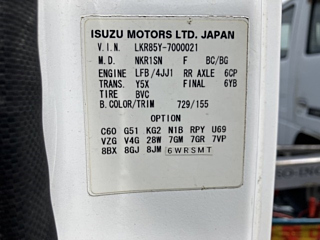 ISUZU MOTORS LTD. JAPAN
V.I.N. LKR85Y-7000021
M.D. NKR1SN F BC/BG
ENGINE LFB/4JJ1 RR AXLE 6CP
TRANS. Y5X FINAL 6YB
TIRE BVC
B.COLOR/TRIM 729/155
OPTION
C60 G51 KG2 N1B RPY U69
VZG V4G 28W 7GM 7GR 7VP
8BX 8GJ 8JM 6WRSMT